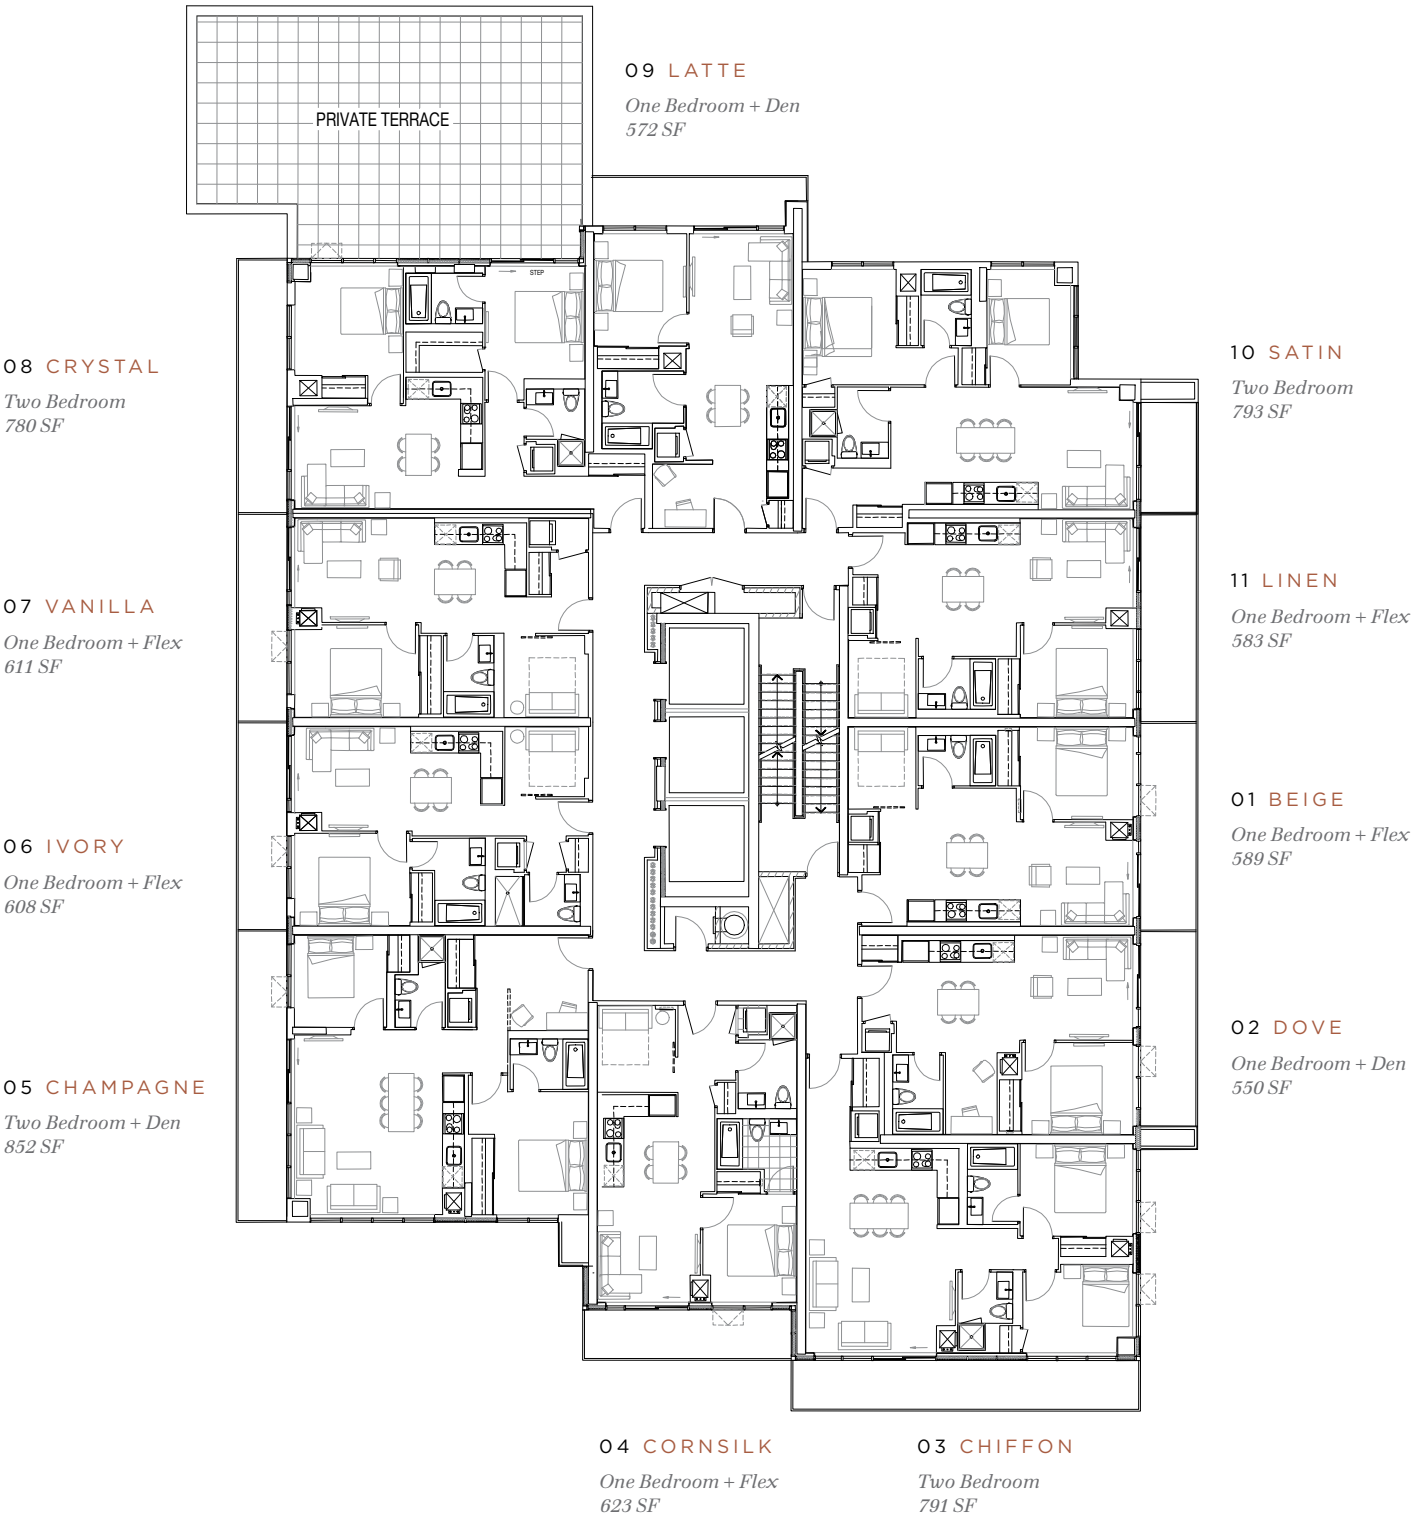 09 LATTE
One Bedroom + Den
572 SF
PRIVATE TERRACE
STEP
08 CRYSTAL
Two Bedroom
780 SF
10 SATIN
Two Bedroom
793 SF
07 VANILLA
One Bedroom + Flex
611 SF
11 LINEN
One Bedroom + Flex
583 SF
06 IVORY
One Bedroom + Flex
608 SF
01 BEIGE
One Bedroom + Flex
589 SF
05 CHAMPAGNE
Two Bedroom + Den
852 SF
02 DOVE
One Bedroom + Den
550 SF
04 CORNSILK
One Bedroom + Flex
623 SF
03 CHIFFON
Two Bedroom
791 SF